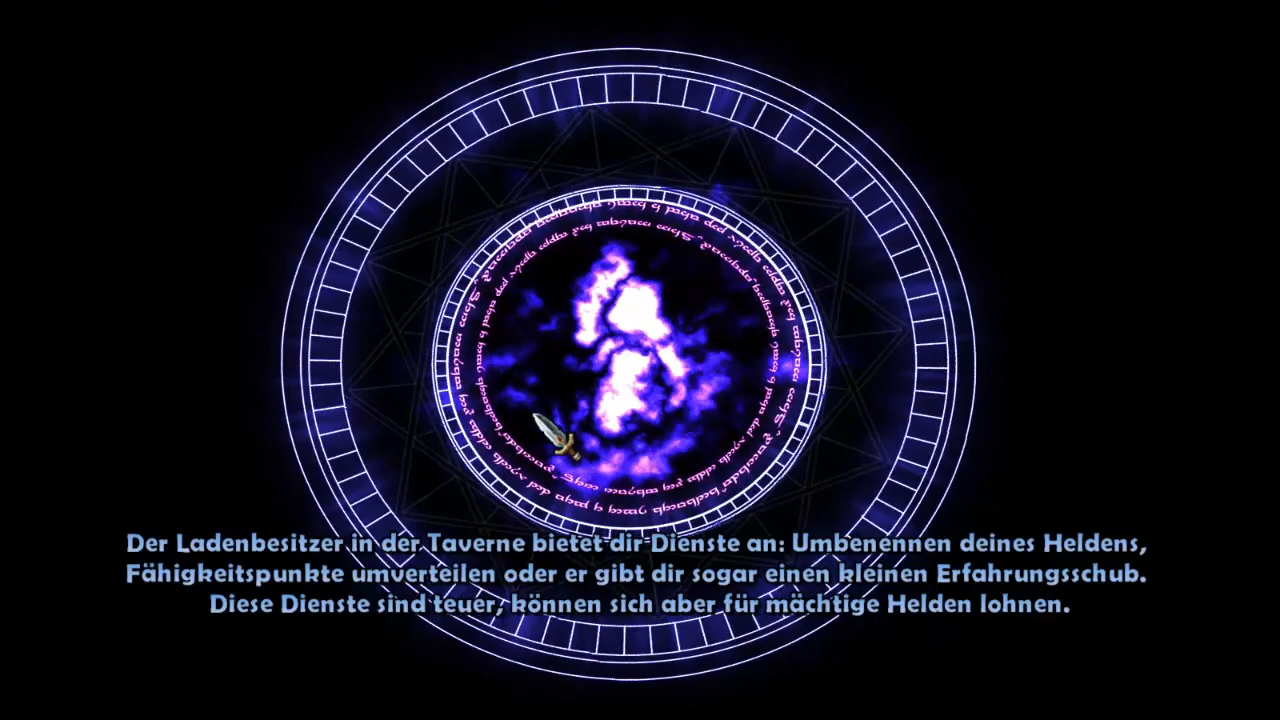 Der Ladenbesitzer in der Taverne bietet dir Dienste an: Umbenennen deines Heldens,
Fähigkeitspunkte umverteilen oder er gibt dir sogar einen kleinen Erfahrungsschub.
Diese Dienste sind teuer, können sich aber für mächtige Helden lohnen.